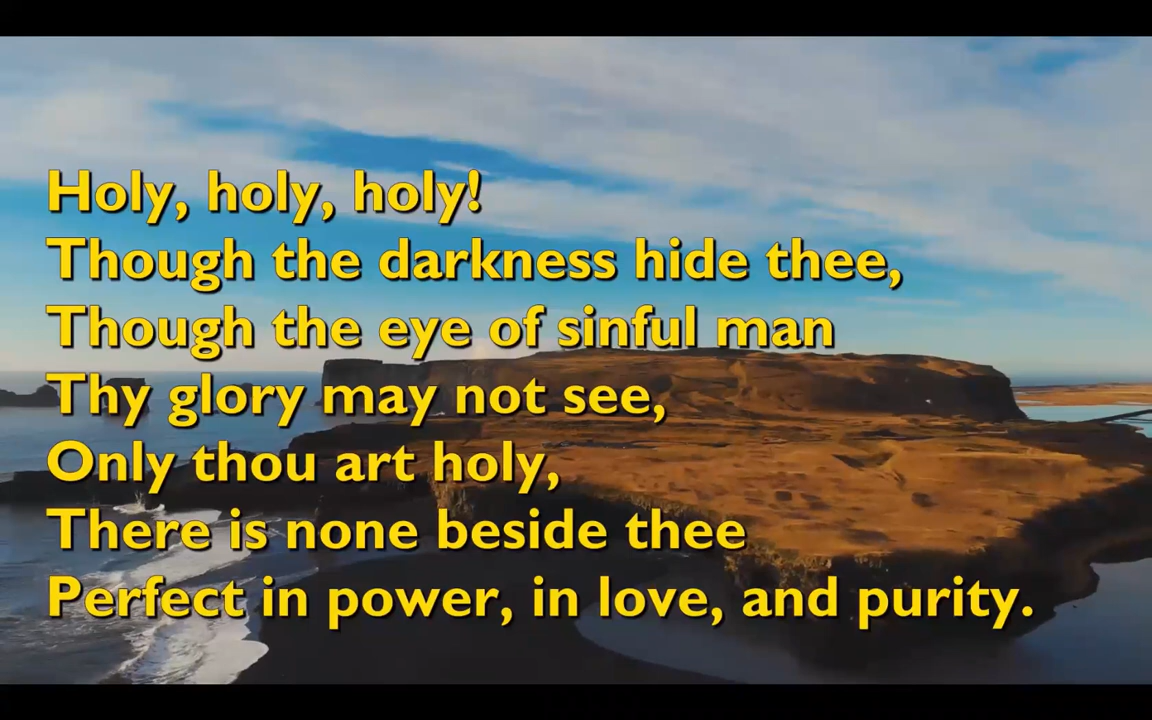 Holy, holy, holy!
Though the darkness hide thee,
Though the eye of sinful man
Thy glory may not see,
Only thou art holy,
There is none beside thee
Perfect in power, in love, and purity.